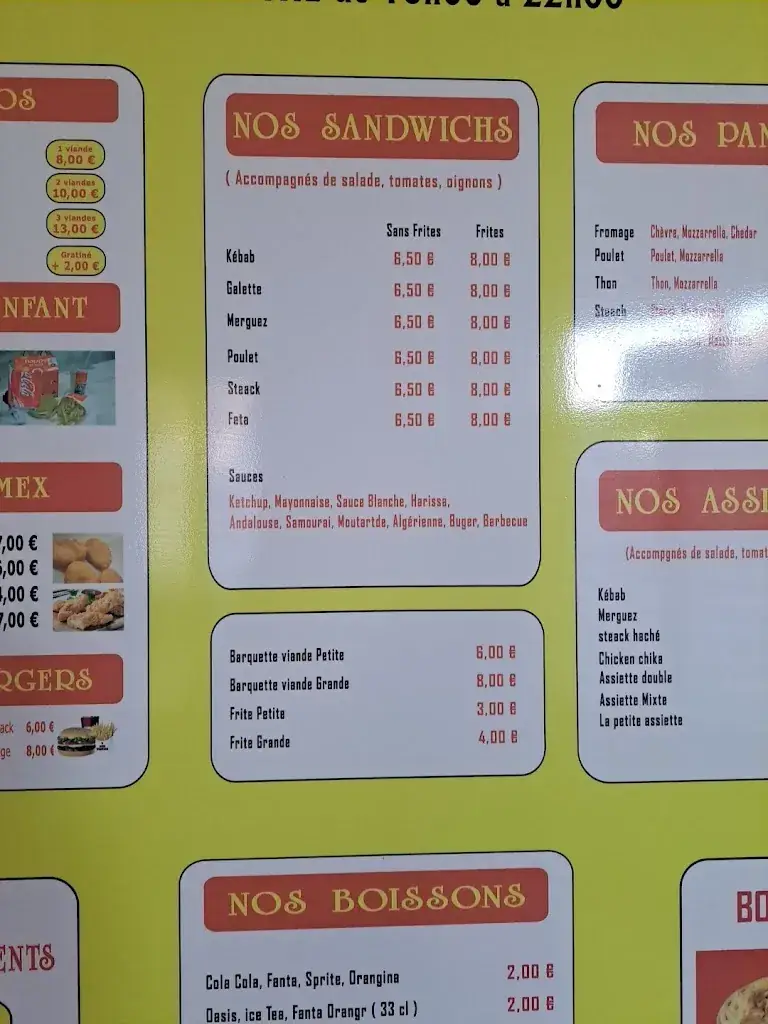 à 22h00
OS
1 viande
8,00 €
2 viandes
10,00 €
3 viandes
13,00 €
Gratiné
+ 2,00 €
NFANT
MEX
7,00 €
,00 €
,00 €
7,00 €
RGERS
ack 6,00 €
ge 8,00 €
ENTS
NOS SANDWICHS
( Accompagnés de salade, tomates, oignons )
Sans Frites Frites
Kébab 6,50 € 8,00 €
Galette 6,50 € 8,00 €
Merguez 6,50 € 8,00 €
Poulet 6,50 € 8,00 €
Steack 6,50 € 8,00 €
Feta 6,50 € 8,00 €
Sauces
Ketchup, Mayonnaise, Sauce Blanche, Harissa,
Andalouse, Samourai, Moutartde, Algérienne, Buger, Barbecue
Barquette viande Petite 6,00 €
Barquette viande Grande 8,00 €
Frite Petite 3,00 €
Frite Grande 4,00 €
NOS BOISSONS
Cola Cola, Fanta, Sprite, Orangina 2,00 €
Oasis, ice Tea, Fanta Orangr ( 33 cl ) 2,00 €
NOS PAN
Fromage Chèvre, Mozzarrella, Chedar
Poulet Poulet, Mozzarrella
Thon Thon, Mozzarrella
Steach
NOS ASSI
(Accompgnés de salade, tomat
Kébab
Merguez
steack haché
Chicken chika
Assiette double
Assiette Mixte
La petite assiette
BO